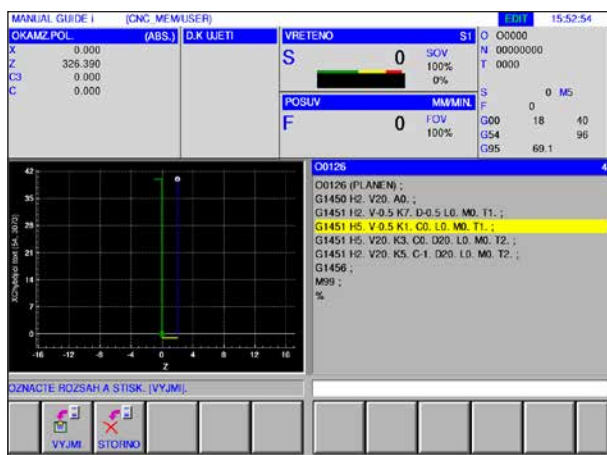 MANUAL GUIDE i (CNC_MEM/USER) EDIT 15:52:54
OKAMZ.POL. (ABS.) D.K UJETI VRETENO S1 O O0000
X 0.000 S 0 SOV N 00000000
Z 326.390 100% T 0000
C3 0.000 0%
C 0.000 S 0 M5
POSUV MM/MIN. F 0
F 0 FOV G00 18 40
100% G54 96
G95 69.1
O0126 4
O0126 (PLANEN) ;
G1450 H2. V20. A0. ;
G1451 H2. V-0.5 K7. D-0.5 L0. M0. T1. ;
G1451 H5. V-0.5 K1. C0. L0. M0. T1. ;
G1451 H5. V20. K3. C0. D20. L0. M0. T2. ;
G1451 H2. V20. K5. C-1. D20. L0. M0. T2. ;
G1456 ;
M99 ;
%
42
35
28
21
14
7
0
-16 -12 -8 -4 0 4 8 12 16
Z
OZNACTE ROZSAH A STISK. [VYJMI].
VYJMI STORNO